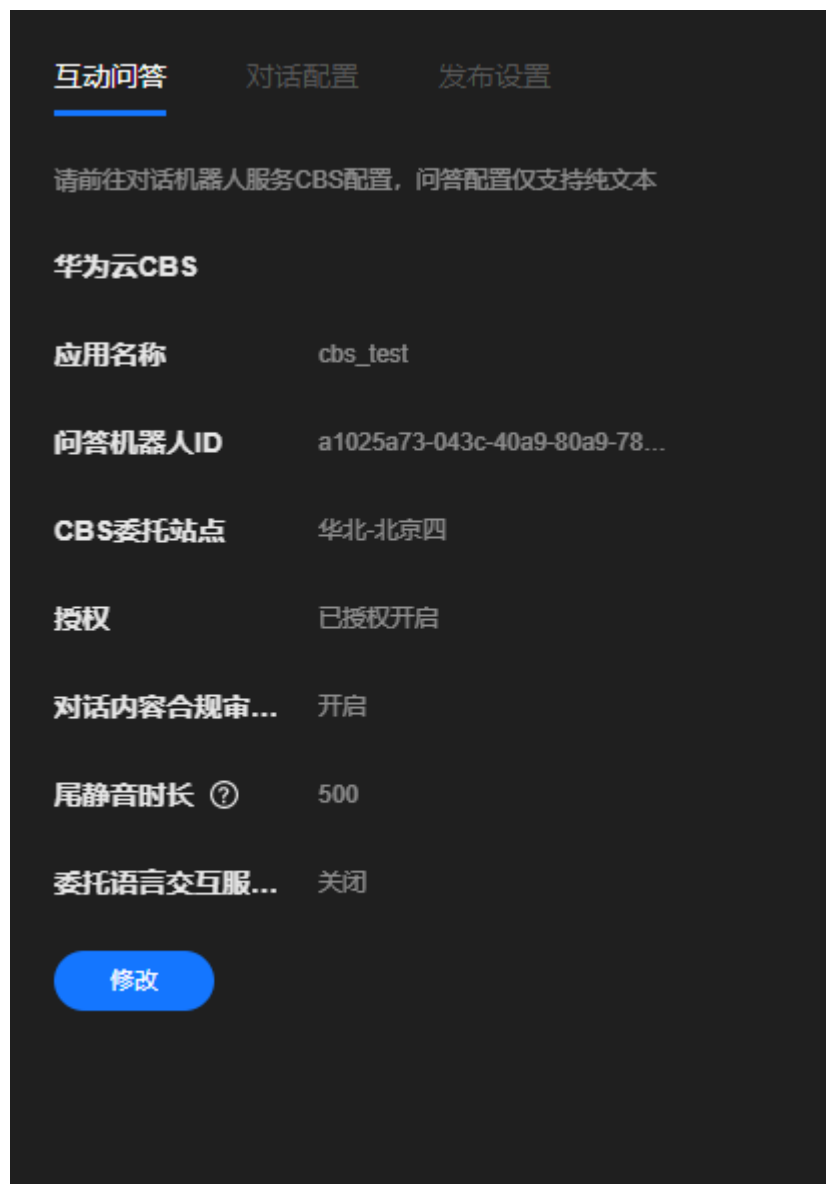 互动问答 对话配置 发布设置
请前往对话机器人服务CBS配置，问答配置仅支持纯文本
华为云CBS
应用名称 cbs_test
问答机器人ID a1025a73-043c-40a9-80a9-78...
CBS委托站点 华北-北京四
授权 已授权开启
对话内容合规审... 开启
尾静音时长 ? 500
委托语言交互服... 关闭
修改